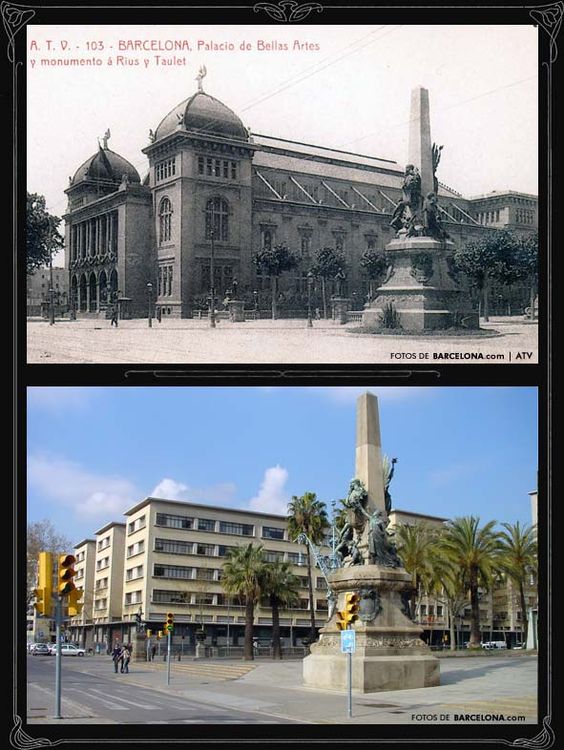 A. T. V. - 103 - BARCELONA, Palacio de Bellas Artes
y monumento á Rius y Taulet
FOTOS DE BARCELONA.com | ATV
FOTOS DE BARCELONA.com